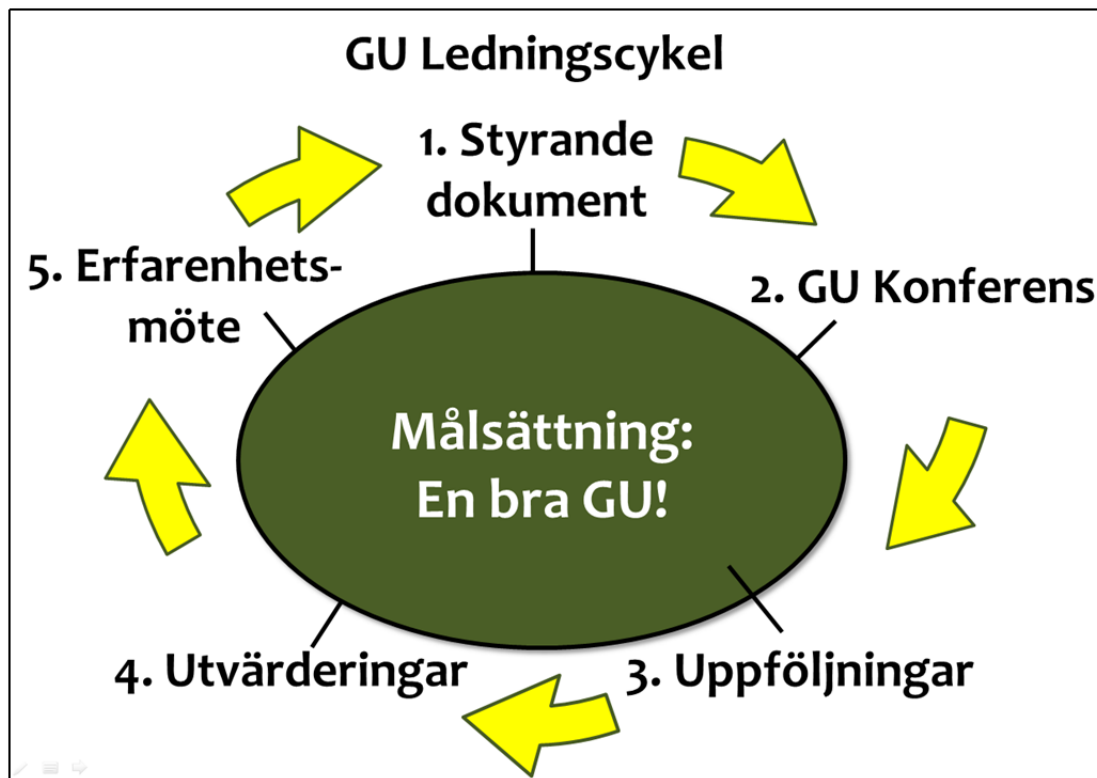 GU Ledningscykel
1. Styrande
dokument
2. GU Konferens
3. Uppföljningar
4. Utvärderingar
5. Erfarenhets-
möte
Målsättning:
En bra GU!